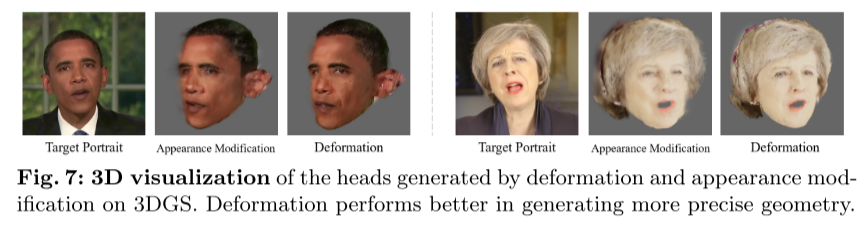 Target Portrait Appearance Modification Deformation Target Portrait Appearance Modification Deformation
Fig. 7: 3D visualization of the heads generated by deformation and appearance mod-
ification on 3DGS. Deformation performs better in generating more precise geometry.